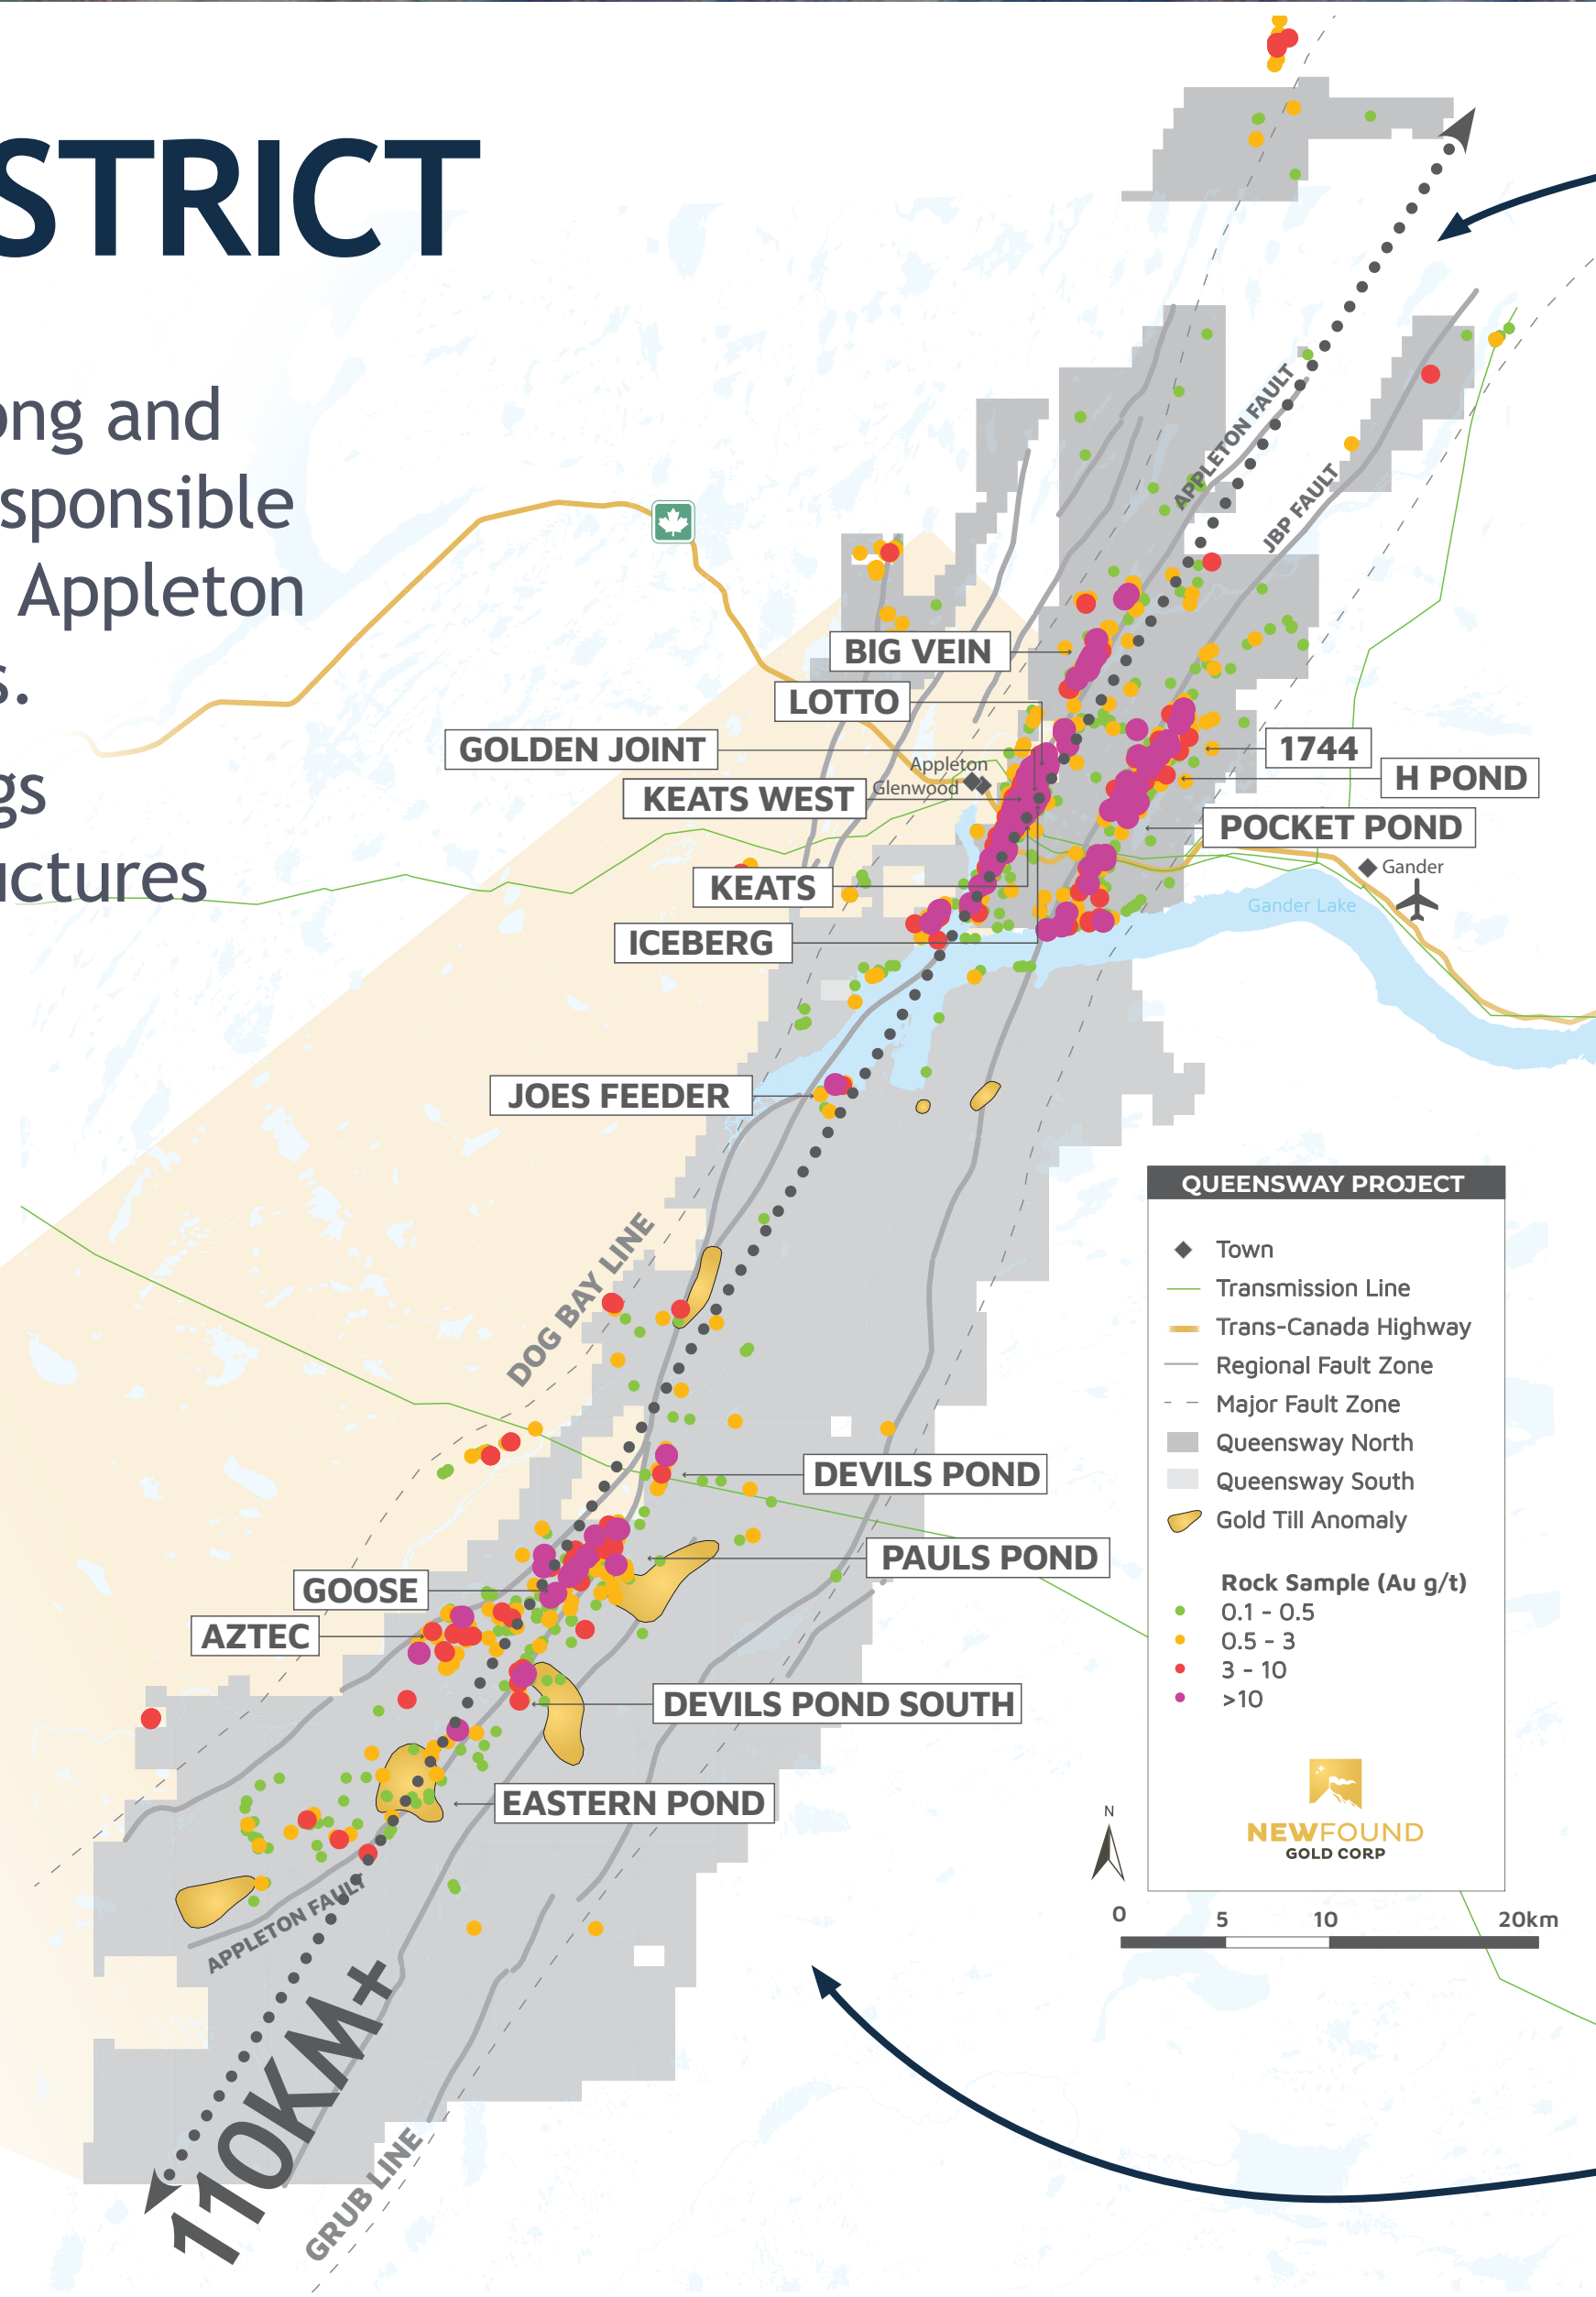 STRICT
ong and
sponsible
Appleton
s.
gs
uctures
APPLETON FAULT
JBP FAULT
BIG VEIN
LOTTO
GOLDEN JOINT
1744
Appleton
H POND
Glenwood
KEATS WEST
POCKET POND
Gander
KEATS
Gander Lake
ICEBERG
JOES FEEDER
DOG BAY LINE
DEVILS POND
PAULS POND
GOOSE
AZTEC
DEVILS POND SOUTH
EASTERN POND
APPLETON FAULT
110KM+
GRUB LINE
QUEENSWAY PROJECT
Town
Transmission Line
Trans-Canada Highway
Regional Fault Zone
Major Fault Zone
Queensway North
Queensway South
Gold Till Anomaly
Rock Sample (Au g/t)
0.1 - 0.5
0.5 - 3
3 - 10
>10
NEWFOUND
GOLD CORP
N
0 5 10 20km